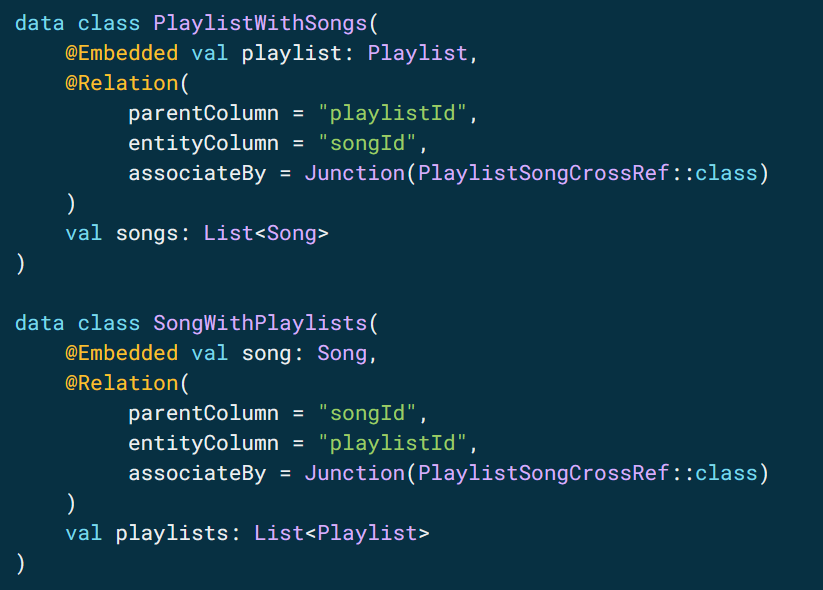 data class PlaylistWithSongs(
    @Embedded val playlist: Playlist,
    @Relation(
         parentColumn = "playlistId",
         entityColumn = "songId",
         associateBy = Junction(PlaylistSongCrossRef::class)
    )
    val songs: List<Song>
)

data class SongWithPlaylists(
    @Embedded val song: Song,
    @Relation(
         parentColumn = "songId",
         entityColumn = "playlistId",
         associateBy = Junction(PlaylistSongCrossRef::class)
    )
    val playlists: List<Playlist>
)